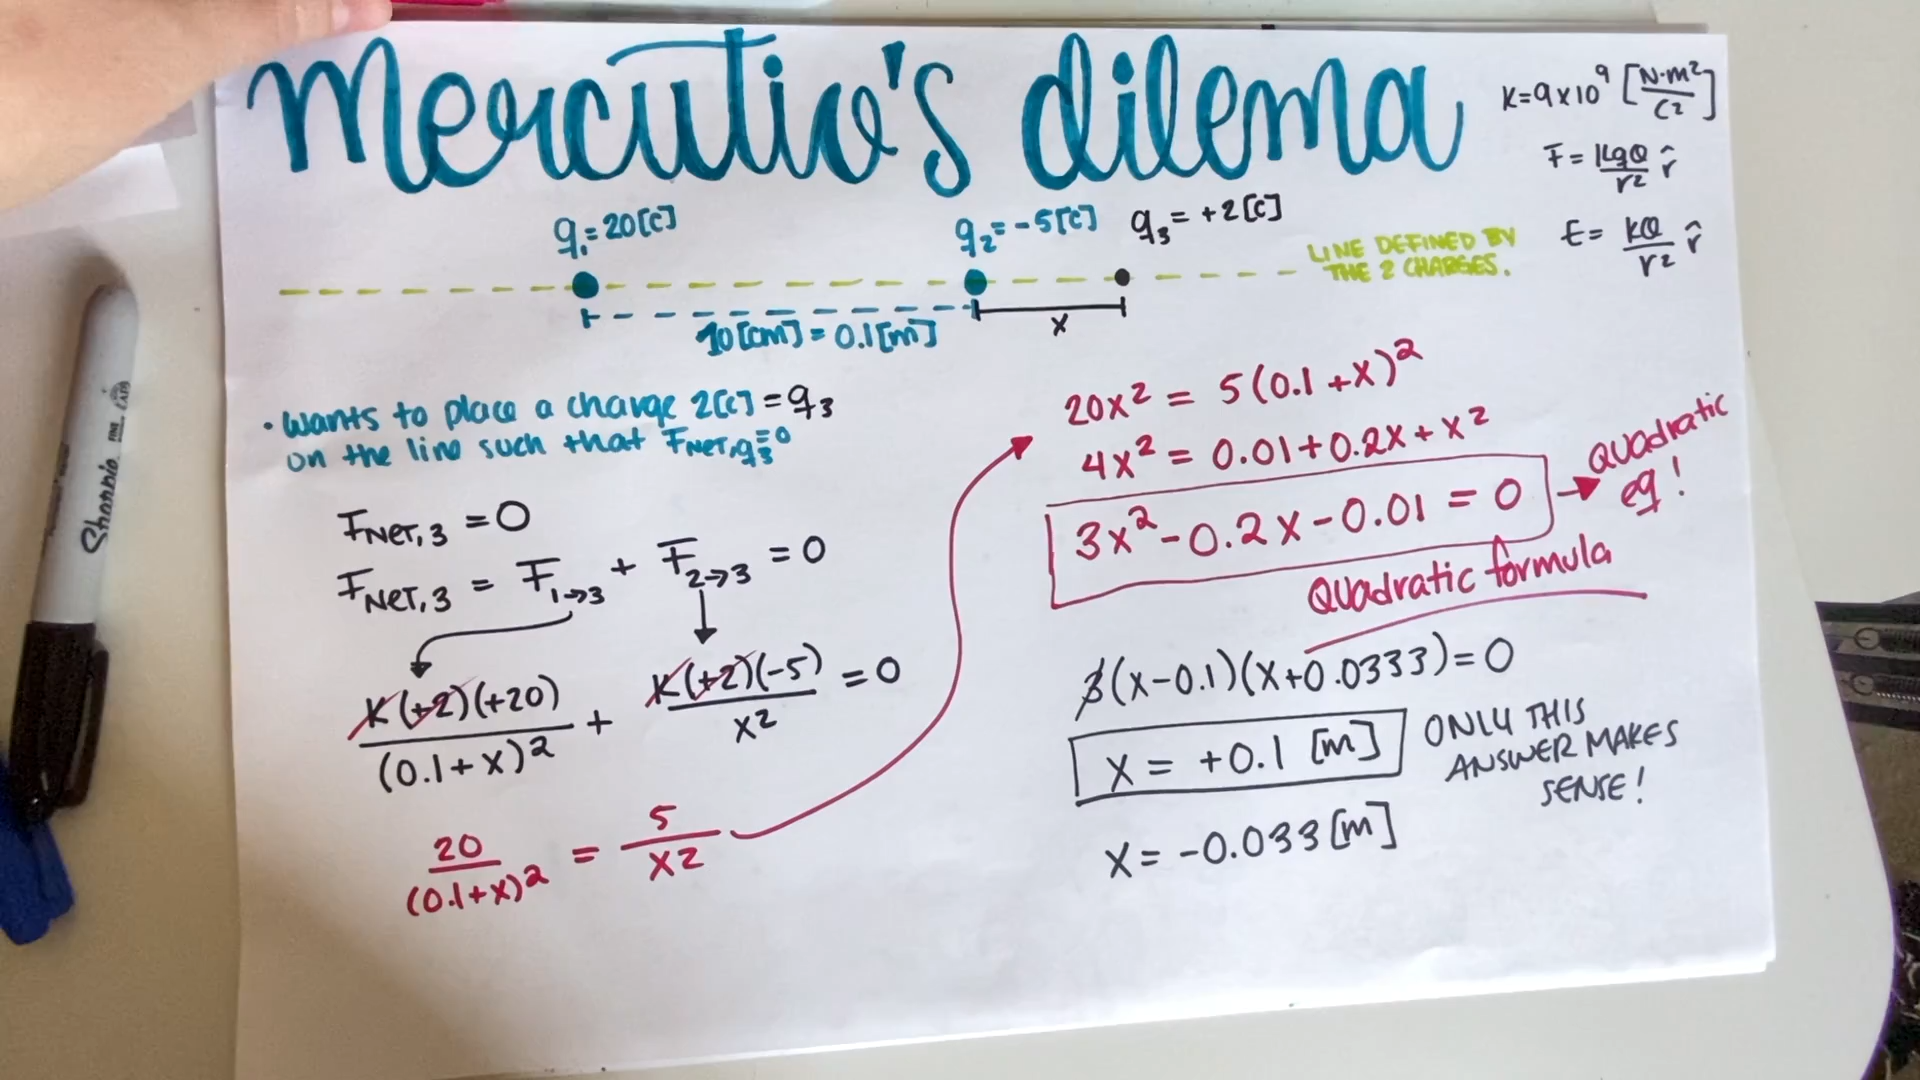 Mercutio's dilema
K=9x10⁹ [N·m²/C²]
F = KqQ/r² r̂
E = KQ/r² r̂
q₁=20[C]
q₂=-5[C]
q₃=+2[C]
LINE DEFINED BY
THE 2 CHARGES.
10[cm]=0.1[m]
x
• Wants to place a charge 2[C]=q₃
on the line such that F_NET,q₃=0
F_NET,3 =0
F_NET,3 = F_1→3 + F_2→3 =0
K(+2)(+20)/(0.1+x)² + K(+2)(-5)/x² =0
20/(0.1+x)² = 5/x²
20x² = 5(0.1+x)²
4x² = 0.01+0.2x+x²
3x²-0.2x-0.01 = 0
Quadratic
eq!
Quadratic formula
3(x-0.1)(x+0.0333)=0
x = +0.1 [m]
ONLY THIS
ANSWER MAKES
SENSE!
x = -0.033[m]
Sharpie
FINE